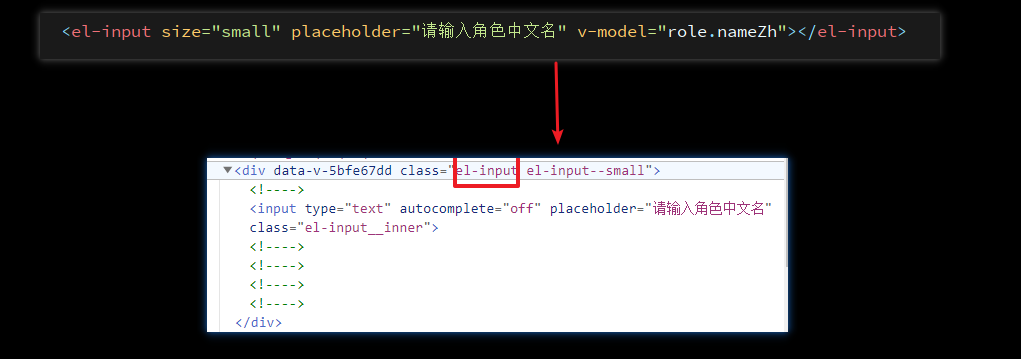 <el-input size="small" placeholder="请输入角色中文名" v-model="role.nameZh"></el-input>
▼<div data-v-5bfe67dd class="el-input el-input--small">
<!---->
<input type="text" autocomplete="off" placeholder="请输入角色中文名"
class="el-input__inner">
<!---->
<!---->
<!---->
<!---->
</div>